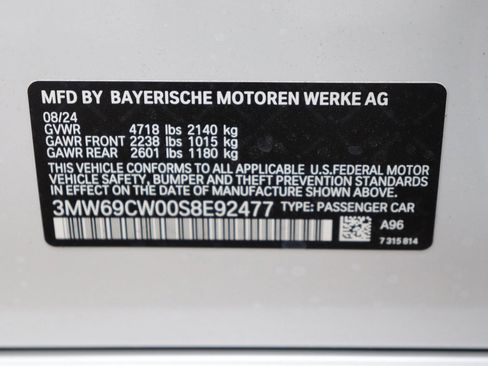 MFD BY BAYERISCHE MOTOREN WERKE AG
08/24
GVWR 4718 lbs 2140 kg
GAWR FRONT 2238 lbs 1015 kg
GAWR REAR 2601 lbs 1180 kg
THIS VEHICLE CONFORMS TO ALL APPLICABLE U.S.FEDERAL MOTOR
VEHICLE SAFETY, BUMPER AND THEFT PREVENTION STANDARDS IN
EFFECT ON THE DATE OF MANUFACTURE SHOWN ABOVE.
3MW69CW00S8E92477 TYPE: PASSENGER CAR
A96
7 315 814